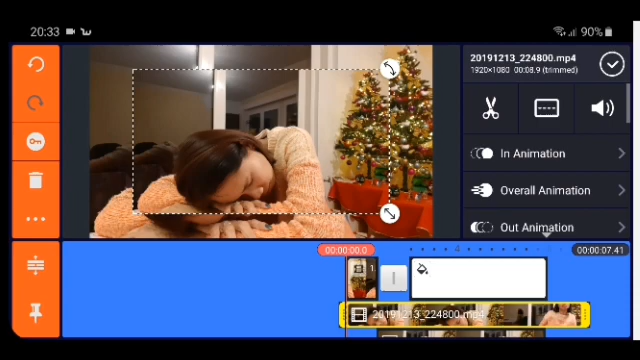 20:33
90%
20191213_224800.mp4
1920×1080 00:08.9 (trimmed)
In Animation
Overall Animation
Out Animation
00:00:00.0
00:00:07.41
1.
20191213_224800.mp4